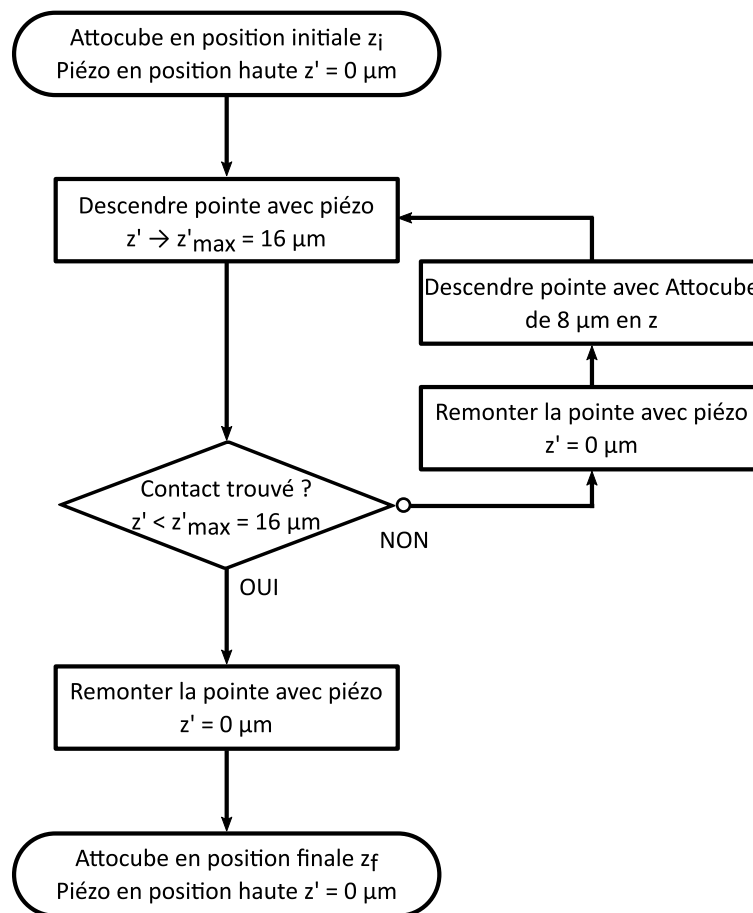 Attocube en position initiale zi
Piézo en position haute z' = 0 µm
Descendre pointe avec piézo
z' → z'max = 16 µm
Descendre pointe avec Attocube
de 8 µm en z
Remonter la pointe avec piézo
z' = 0 µm
Contact trouvé ?
z' < z'max = 16 µm
NON
OUI
Remonter la pointe avec piézo
z' = 0 µm
Attocube en position finale zf
Piézo en position haute z' = 0 µm